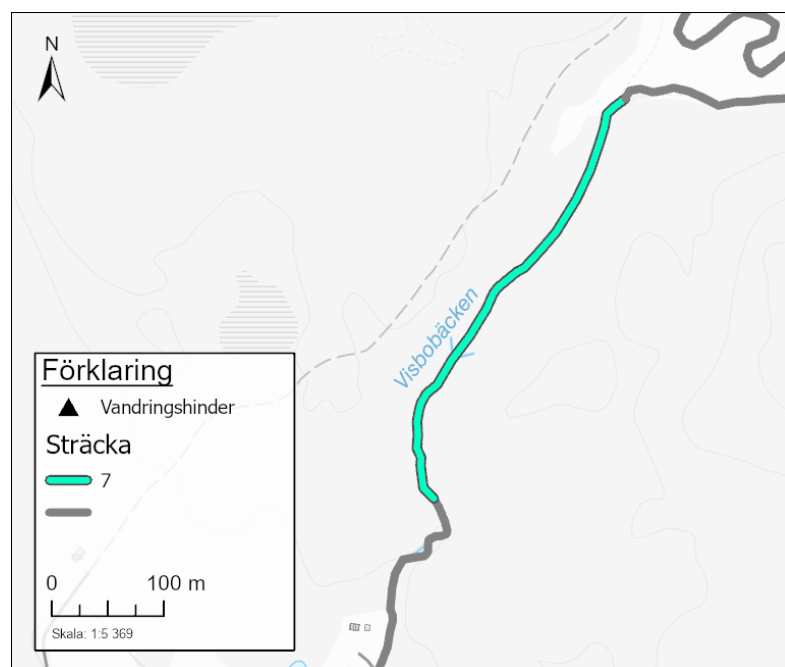 N
Visbobäcken
Förklaring
Vandringshinder
Sträcka
7
0 100 m
Skala: 1:5 369